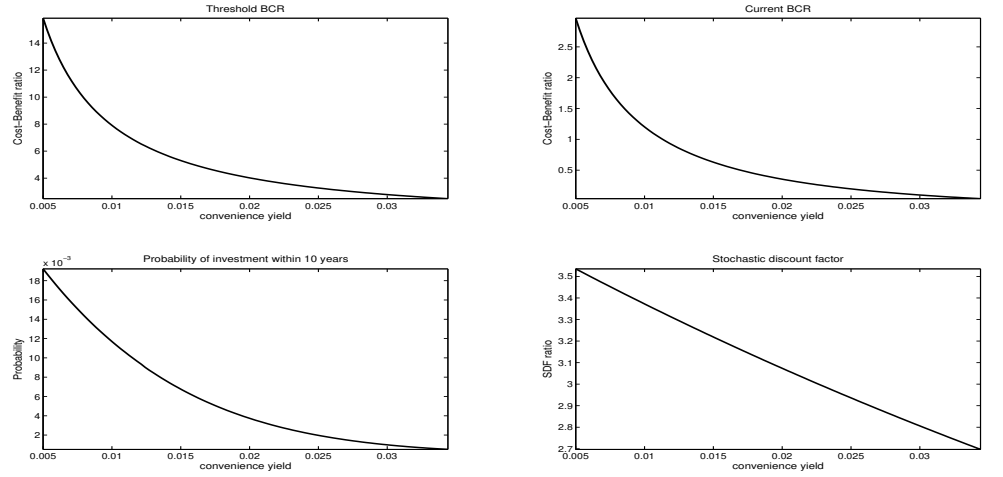 Threshold BCR
Cost–Benefit ratio
14
12
10
8
6
4
0.005 0.01 0.015 0.02 0.025 0.03
convenience yield
Current BCR
Cost–Benefit ratio
2.5
2
1.5
1
0.5
0.005 0.01 0.015 0.02 0.025 0.03
convenience yield
Probability of investment within 10 years
x 10⁻³
Probability
18
16
14
12
10
8
6
4
2
0.005 0.01 0.015 0.02 0.025 0.03
convenience yield
Stochastic discount factor
SDF ratio
3.5
3.4
3.3
3.2
3.1
3
2.9
2.8
2.7
0.005 0.01 0.015 0.02 0.025 0.03
convenience yield